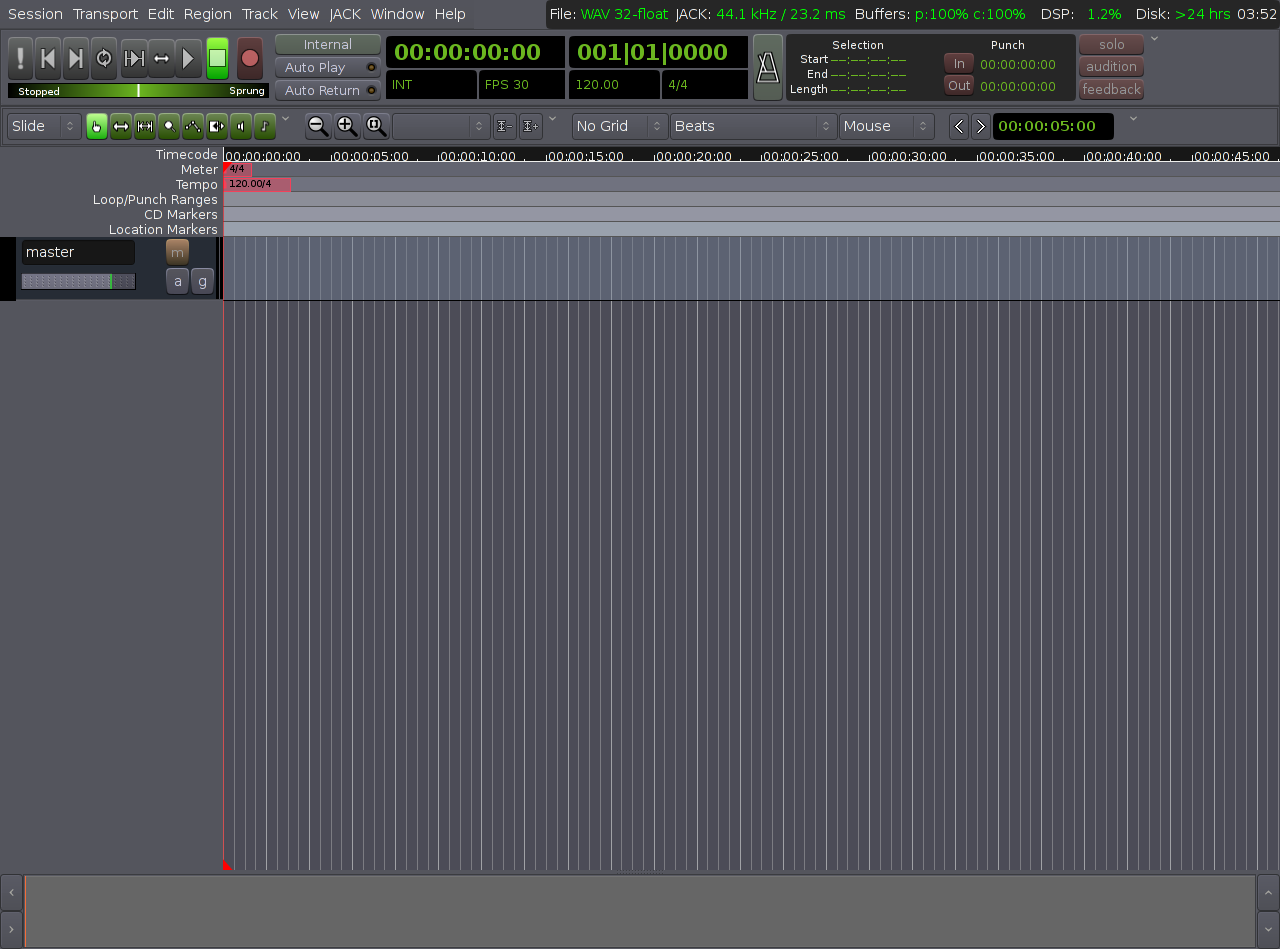 Session Transport Edit Region Track View JACK Window Help File: WAV 32-float JACK: 44.1 kHz / 23.2 ms Buffers: p:100% c:100% DSP: 1.2% Disk: >24 hrs 03:52
Internal 00:00:00:00 001|01|0000 Selection Punch solo
Auto Play Start --:--:--:-- In 00:00:00:00 audition
End --:--:--:--
Stopped Sprung Auto Return INT FPS 30 120.00 4/4 Length --:--:--:-- Out 00:00:00:00 feedback
Slide No Grid Beats Mouse 00:00:05:00
Timecode 00:00:00:00 00:00:05:00 00:00:10:00 00:00:15:00 00:00:20:00 00:00:25:00 00:00:30:00 00:00:35:00 00:00:40:00 00:00:45:00
Meter 4/4
Tempo 120.00/4
Loop/Punch Ranges
CD Markers
Location Markers
master m
a g